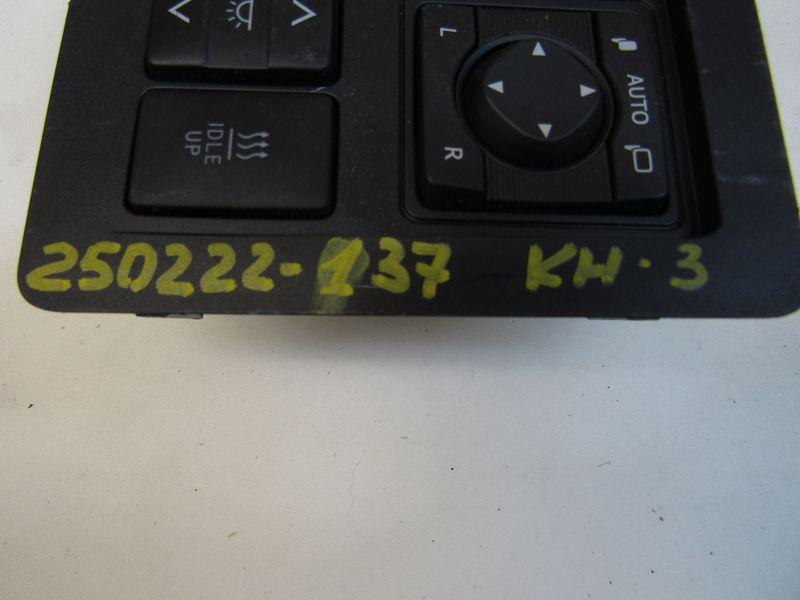 L
AUTO
IDLE
UP
R
250222-137 KH·3